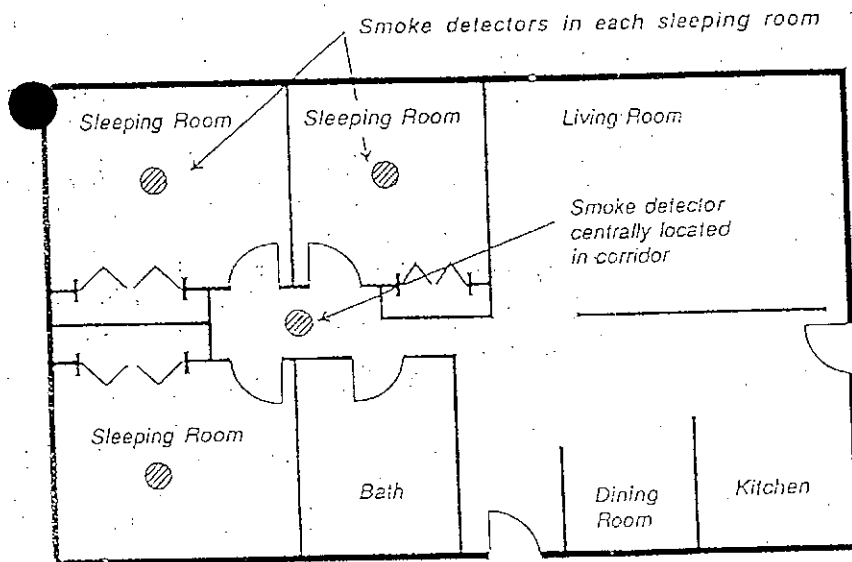 Smoke detectors in each sleeping room
Sleeping Room
Sleeping Room
Living Room
Smoke detector
centrally located
in corridor
Sleeping Room
Bath
Dining
Room
Kitchen